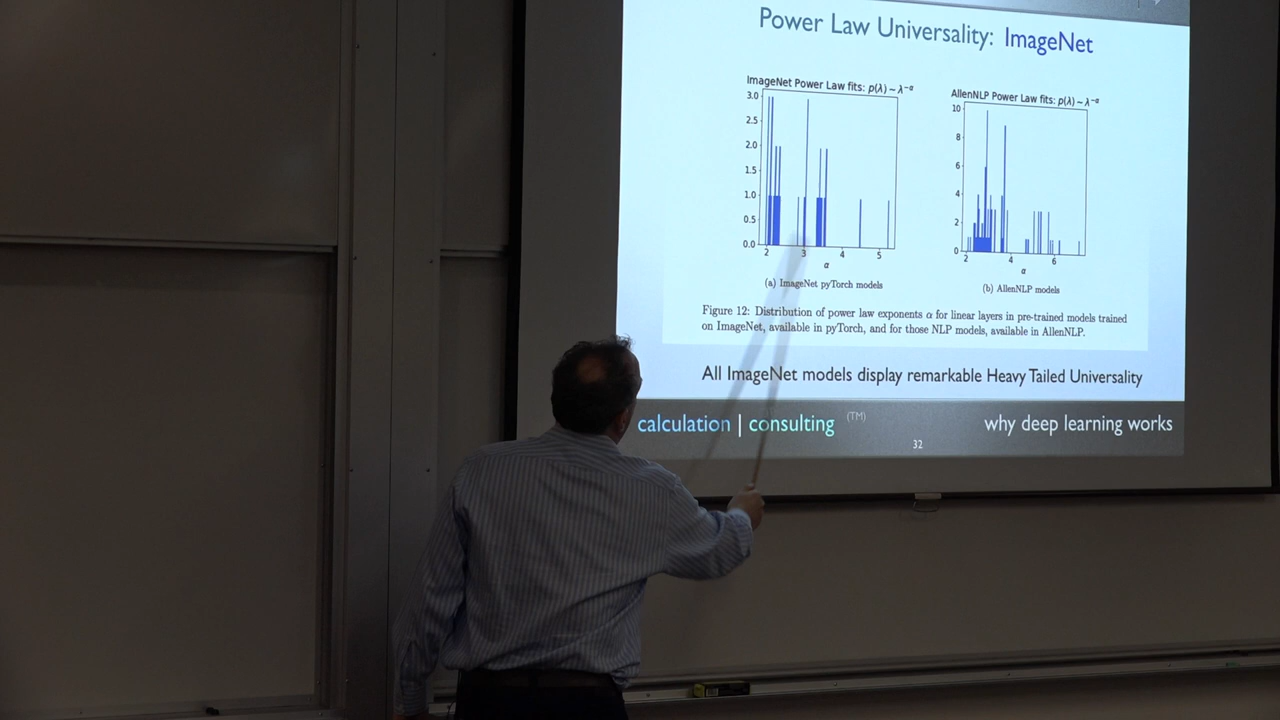 Power Law Universality: ImageNet
ImageNet Power Law fits: p(λ) ~ λ^-α
3.0
2.5
2.0
1.5
1.0
0.5
0.0
2 3 4 5
α
(a) ImageNet pyTorch models
AllenNLP Power Law fits: p(λ) ~ λ^-α
10
8
6
4
2
0
2 4 6
α
(b) AllenNLP models
Figure 12: Distribution of power law exponents α for linear layers in pre-trained models trained
on ImageNet, available in pyTorch, and for those NLP models, available in AllenNLP.
All ImageNet models display remarkable Heavy Tailed Universality
calculation | consulting (TM) why deep learning works
32